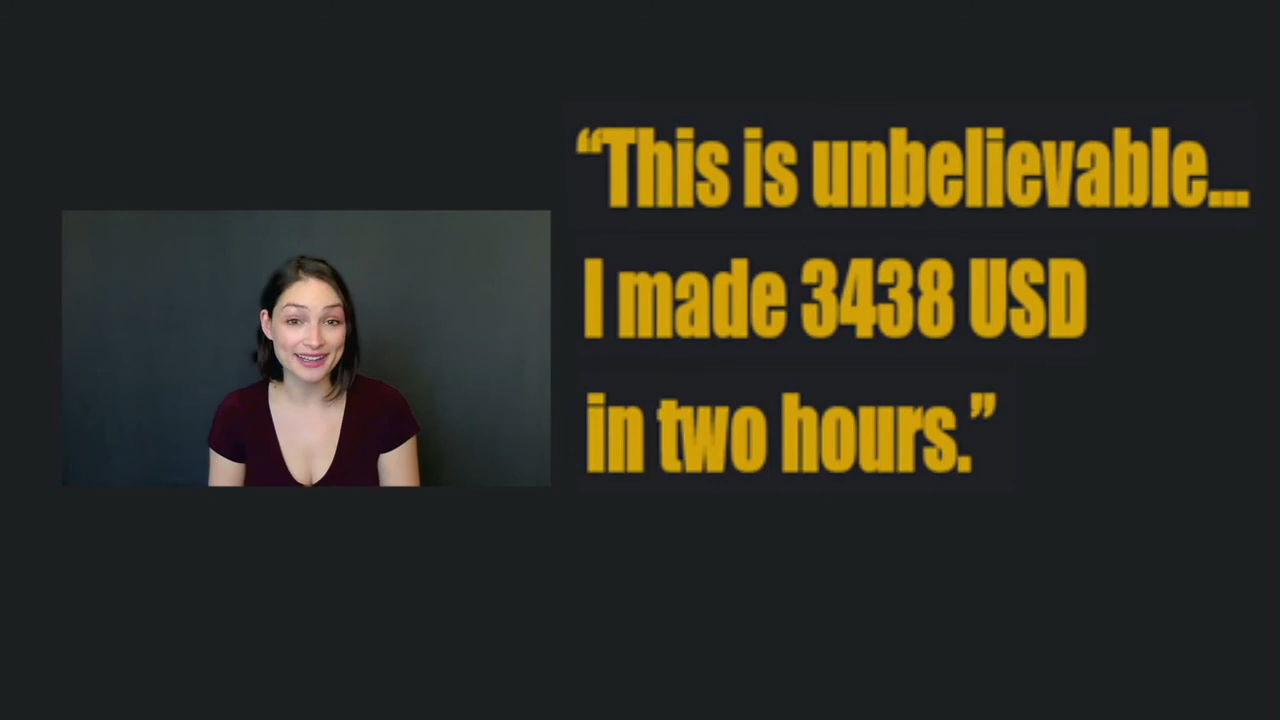 “This is unbelievable...
I made 3438 USD
in two hours.”